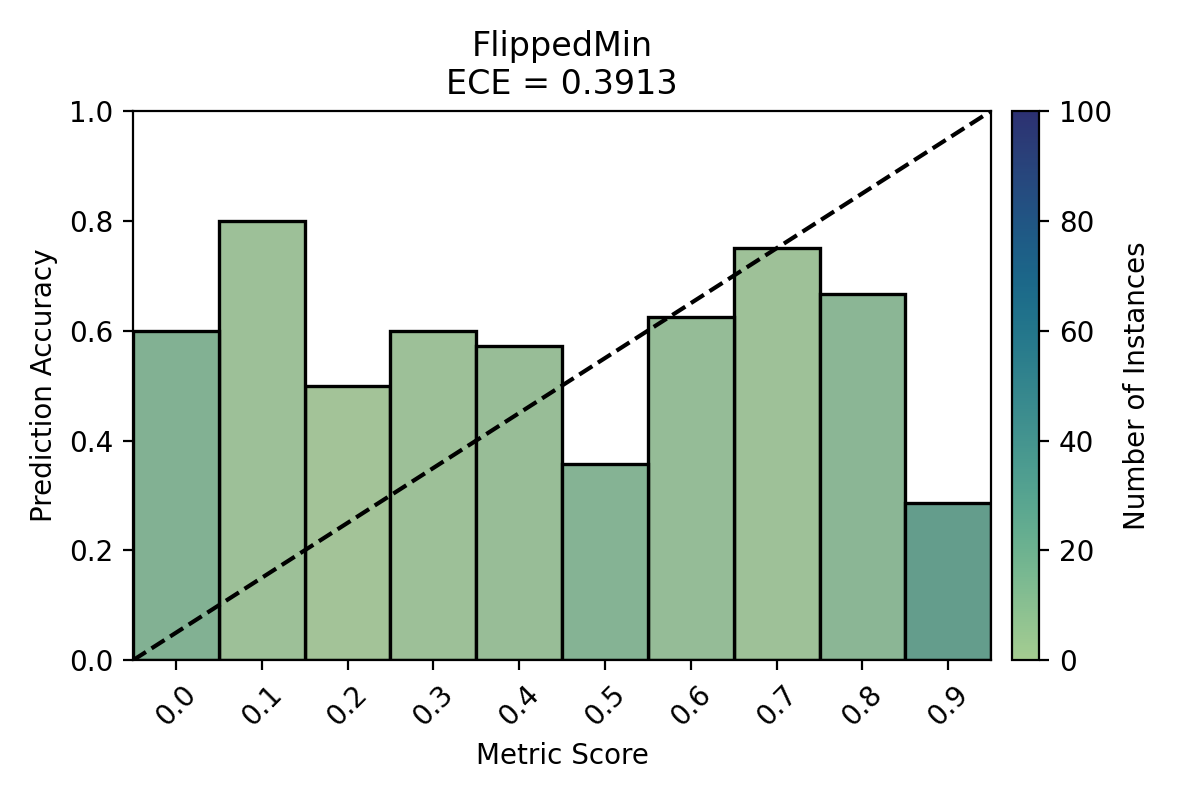 FlippedMin
ECE = 0.3913
Prediction Accuracy
1.0
0.8
0.6
0.4
0.2
0.0
0.0 0.1 0.2 0.3 0.4 0.5 0.6 0.7 0.8 0.9
Metric Score
100
80
60
40
20
0
Number of Instances